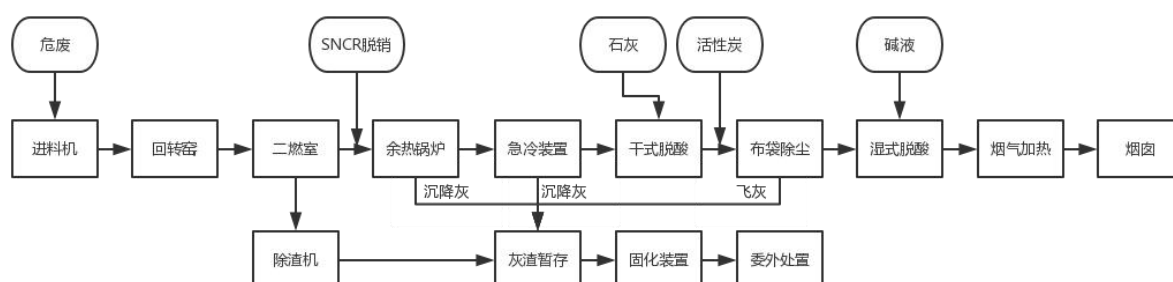 危废
SNCR脱销
石灰
活性炭
碱液
进料机
回转窑
二燃室
余热锅炉
急冷装置
干式脱酸
布袋除尘
湿式脱酸
烟气加热
烟囱
沉降灰
沉降灰
飞灰
除渣机
灰渣暂存
固化装置
委外处置